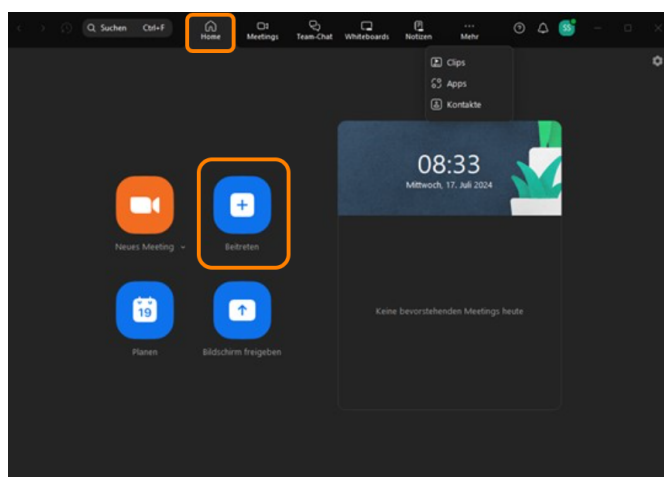 Suchen Ctrl+F
Home
Meetings
Team-Chat
Whiteboards
Notizen
Mehr
SS
Clips
Apps
Kontakte
08:33
Mittwoch, 17. Juli 2024
Neues Meeting
Beitreten
19
Planen
Bildschirm freigeben
Keine bevorstehenden Meetings heute